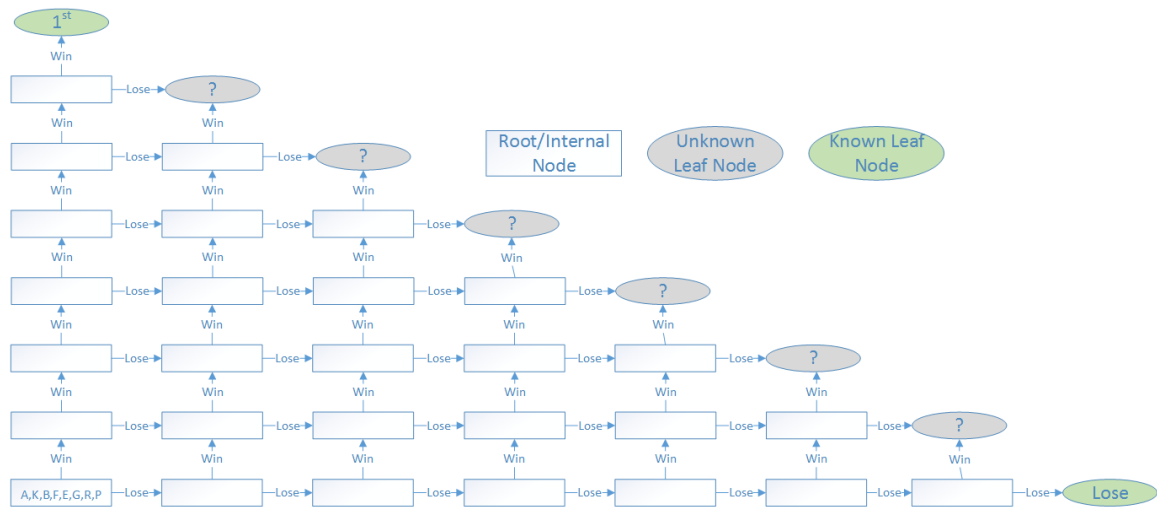 1st
Win
Lose ?
Win Win
Root/Internal Unknown Known Leaf
Lose Lose ?
Node Leaf Node Node
Win Win Win
Lose Lose Lose ?
Win Win Win Win
Lose Lose Lose Lose ?
Win Win Win Win Win
Lose Lose Lose Lose Lose ?
Win Win Win Win Win Win
Lose Lose Lose Lose Lose Lose ?
Win Win Win Win Win Win Win
A,K,B,F,E,G,R,P Lose Lose Lose Lose Lose Lose Lose Lose